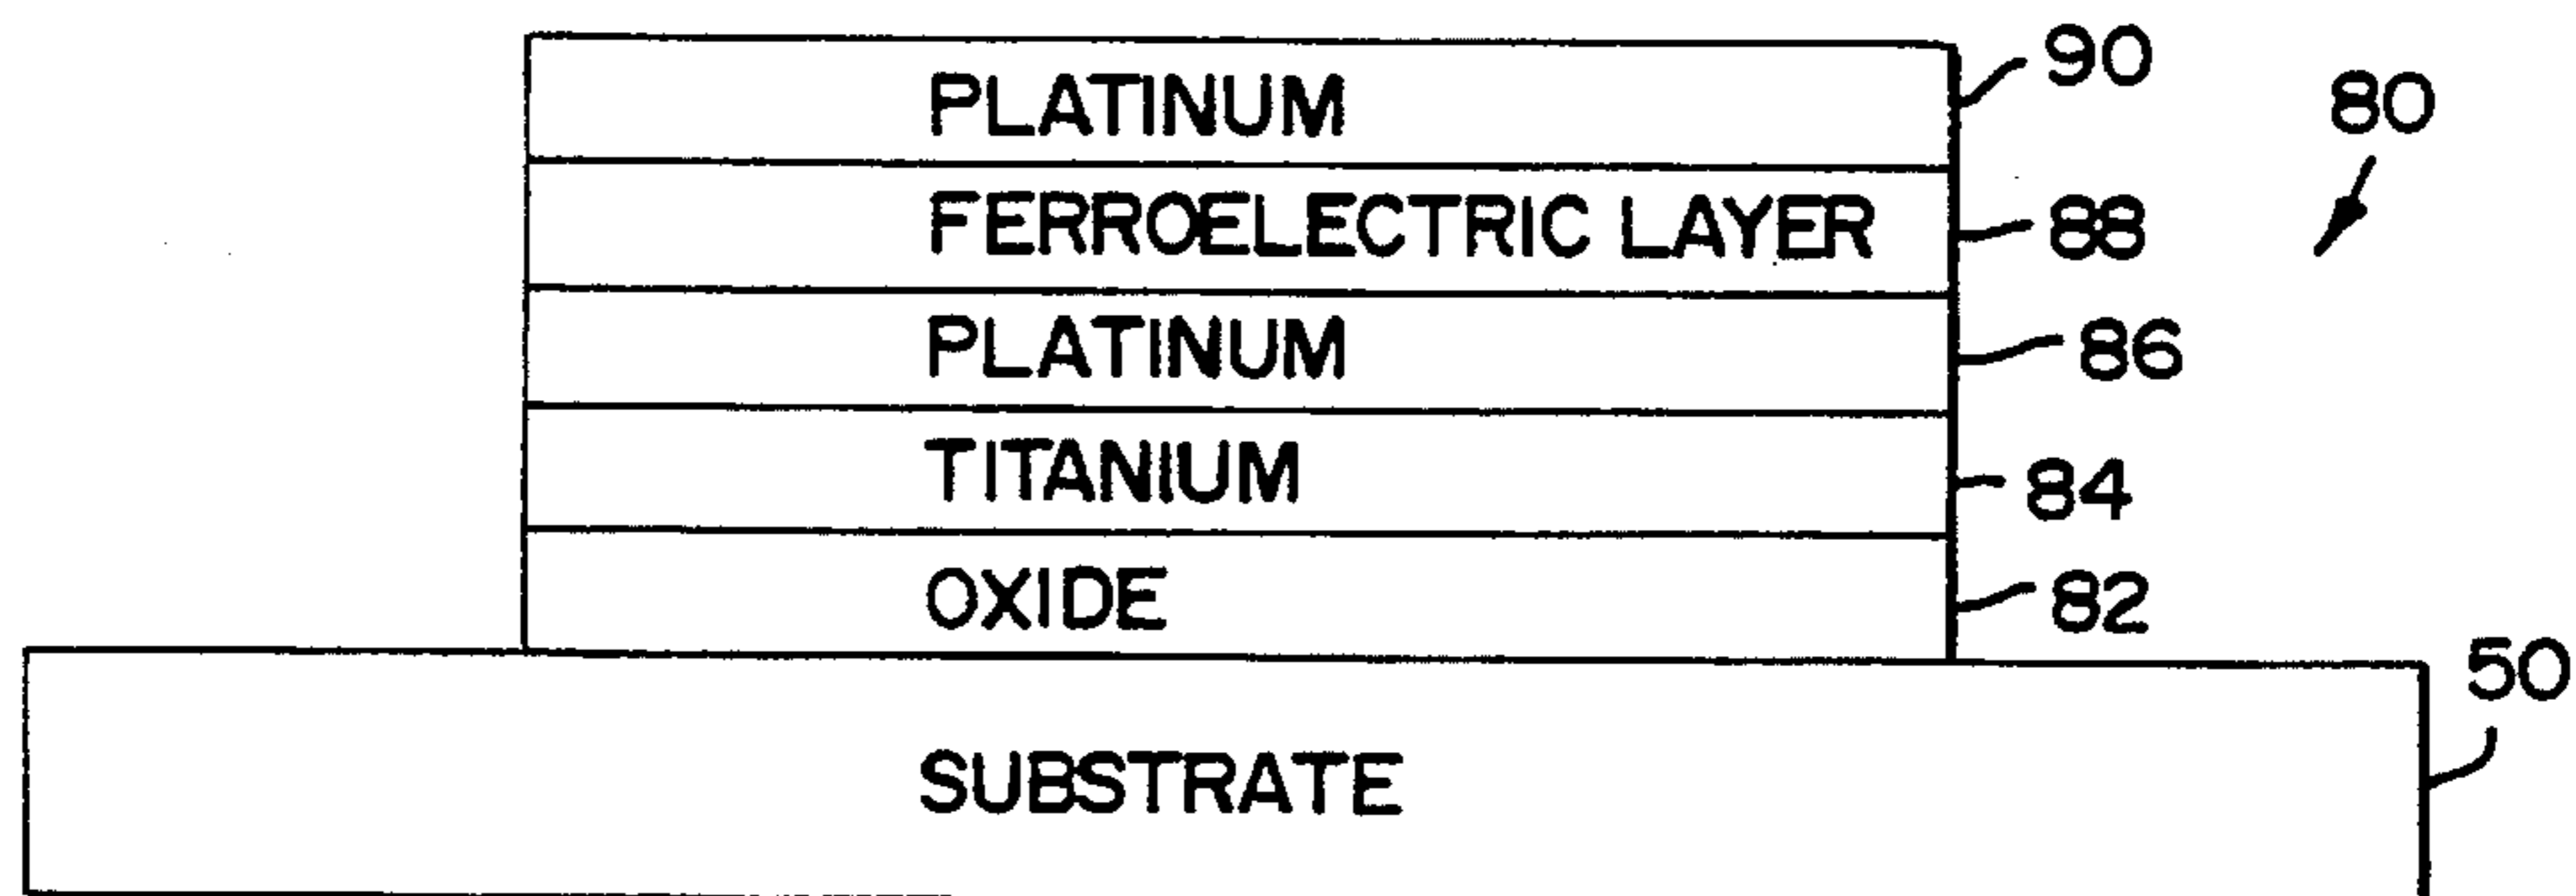 PLATINUM 90
80
FERROELECTRIC LAYER 88
PLATINUM 86
TITANIUM 84
OXIDE 82
50
SUBSTRATE